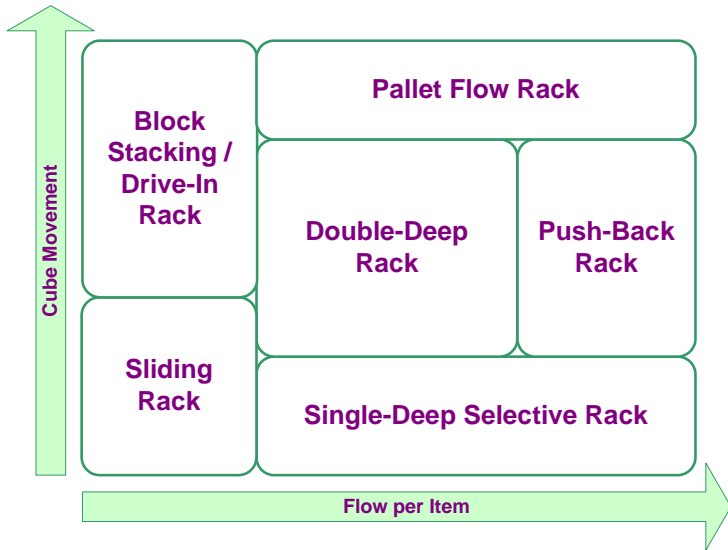 Cube Movement
Block
Stacking /
Drive-In
Rack
Pallet Flow Rack
Double-Deep
Rack
Push-Back
Rack
Sliding
Rack
Single-Deep Selective Rack
Flow per Item